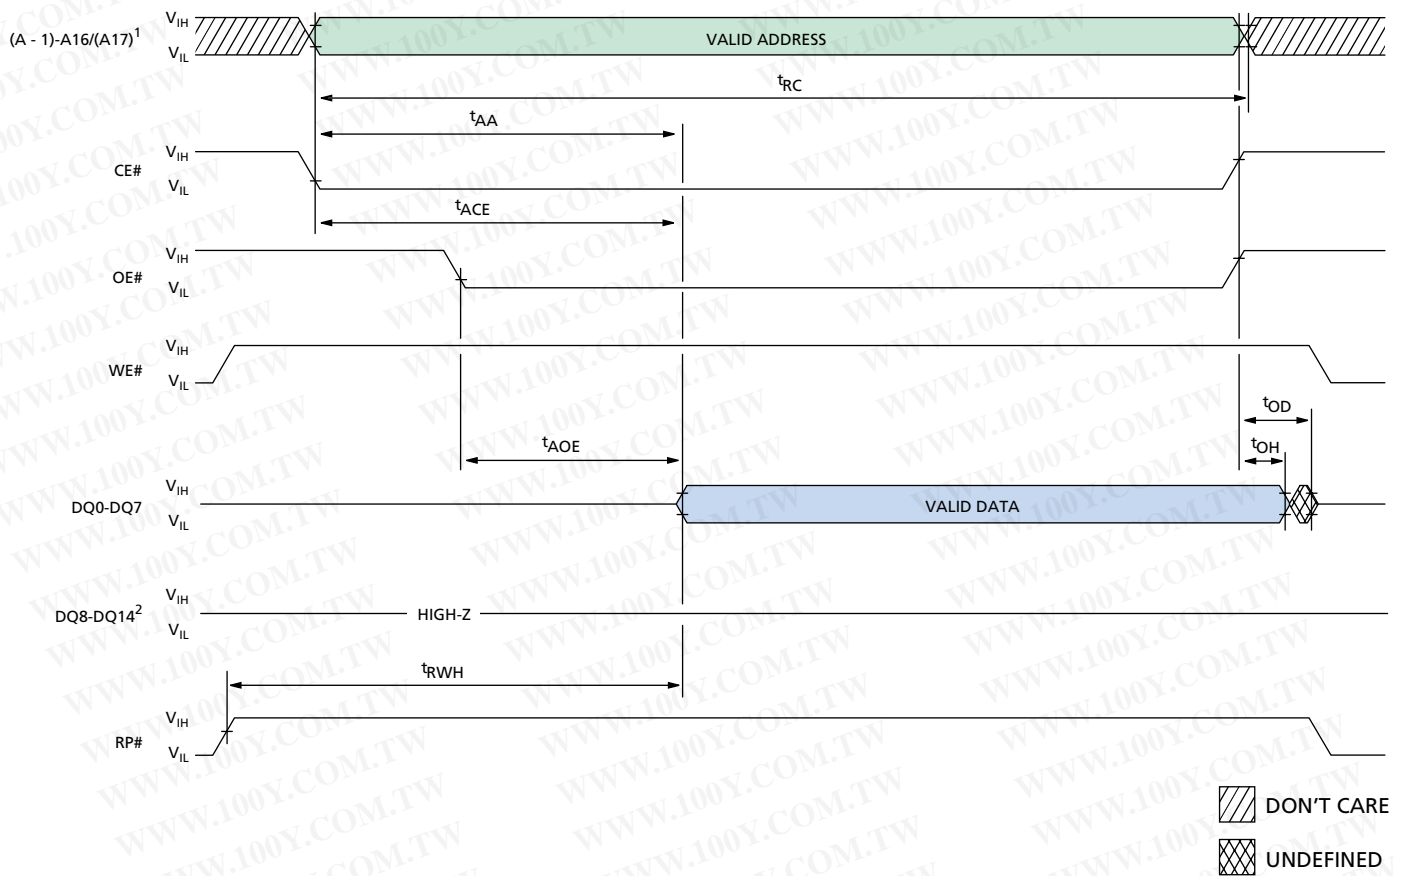 (A - 1)-A16/(A17)1
VIH
VIL
VALID ADDRESS
tRC
tAA
CE#
VIH
VIL
tACE
OE#
VIH
VIL
WE#
VIH
VIL
tOD
tAOE
tOH
DQ0-DQ7
VIH
VIL
VALID DATA
DQ8-DQ142
VIH
VIL
HIGH-Z
tRWH
RP#
VIH
VIL
DON'T CARE
UNDEFINED
WWW.100Y.COM.TW